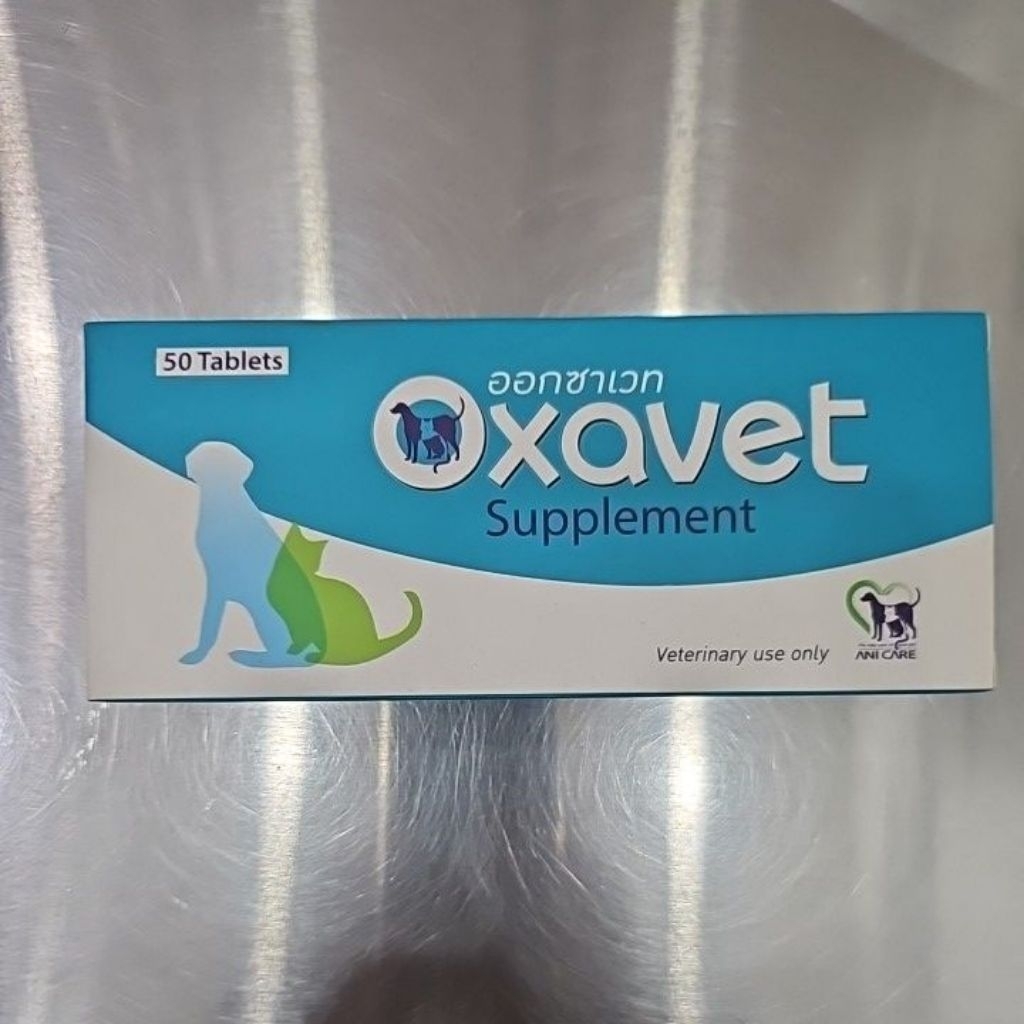 50 Tablets
ออกซาเวท
Oxavet
Supplement
Veterinary use only
ANI CARE